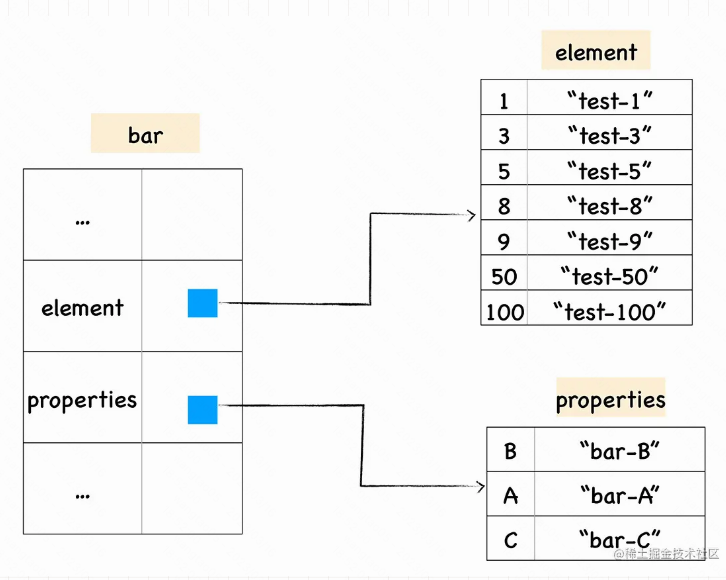 bar
...
element
properties
...
element
1 “test-1”
3 “test-3”
5 “test-5”
8 “test-8”
9 “test-9”
50 “test-50”
100 “test-100”
properties
B “bar-B”
A “bar-A”
C “bar-C”
@稀土掘金技术社区